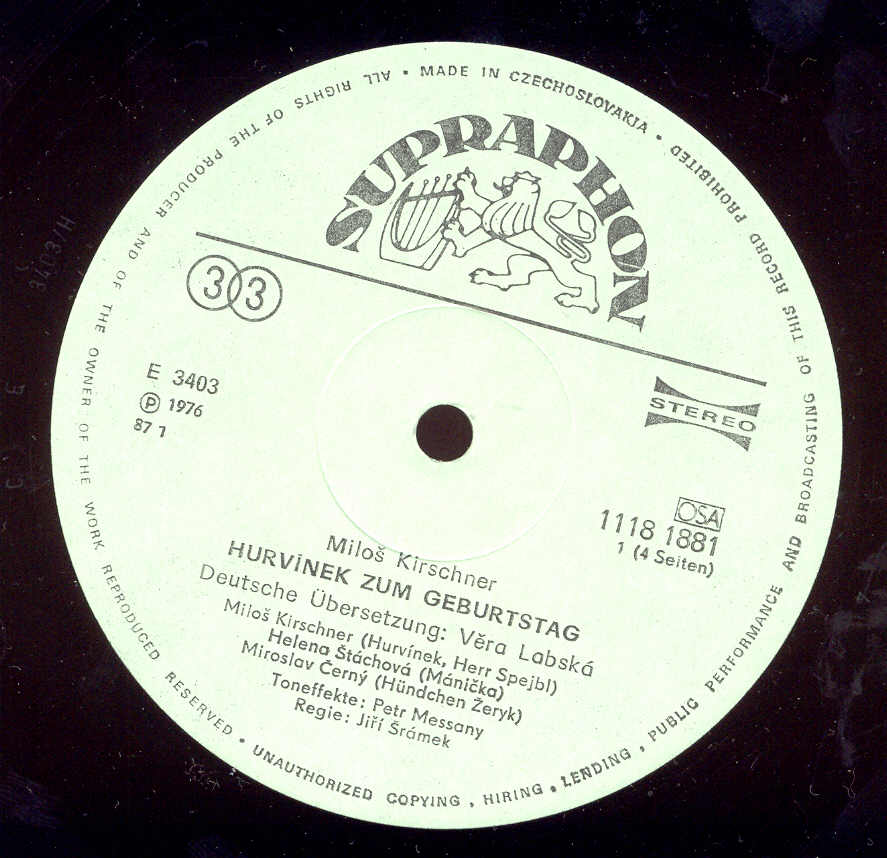 MADE IN CZECHOSLOVAKIA • ALL RIGHTS OF THE PRODUCER AND OF THE OWNER OF THE WORK REPRODUCED RESERVED • UNAUTHORIZED COPYING, HIRING • LENDING, PUBLIC PERFORMANCE AND BROADCASTING OF THIS RECORD PROHIBITED •
SUPRAPHON
33
STEREO
E 3403
Ⓟ 1976
87 1
OSA
1118 1881
1 (4 Seiten)
Miloš Kirschner
HURVÍNEK ZUM GEBURTSTAG
Deutsche Übersetzung: Věra Labská
Miloš Kirschner (Hurvínek, Herr Spejbl)
Helena Štáchová (Mánička)
Miroslav Černý (Hündchen Žeryk)
Toneffekte: Petr Messany
Regie: Jiří Šrámek
3403/H